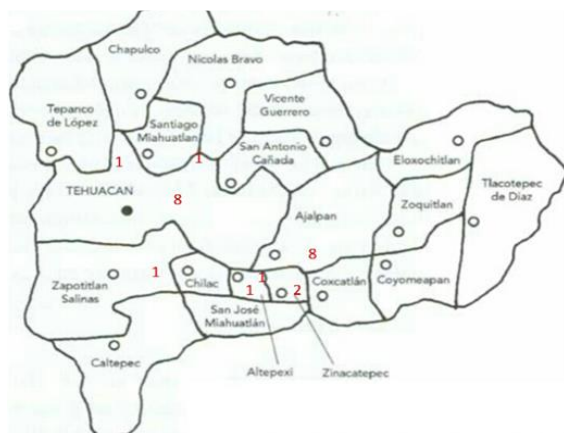 Chapulco
Nicolas Bravo
Tepanco
de López
Santiago
Miahuatlan
Vicente
Guerrero
1
1
San Antonio
Cañada
Eloxochitlan
TEHUACAN
8
Tlacotepec
de Diaz
Zoquitlan
Ajalpan
8
Zapotitlan
Salinas
1
Chilac
1
1
2
Coxcatlán
Coyomeapan
San José
Miahuatlán
Caltepec
Altepexi
Zinacatepec